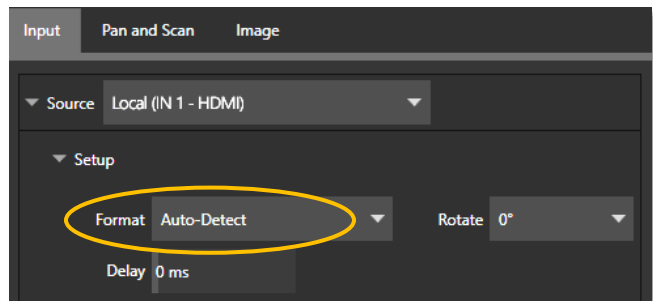 Input Pan and Scan Image
Source Local (IN 1 - HDMI)
Setup
Format Auto-Detect Rotate 0°
Delay 0 ms